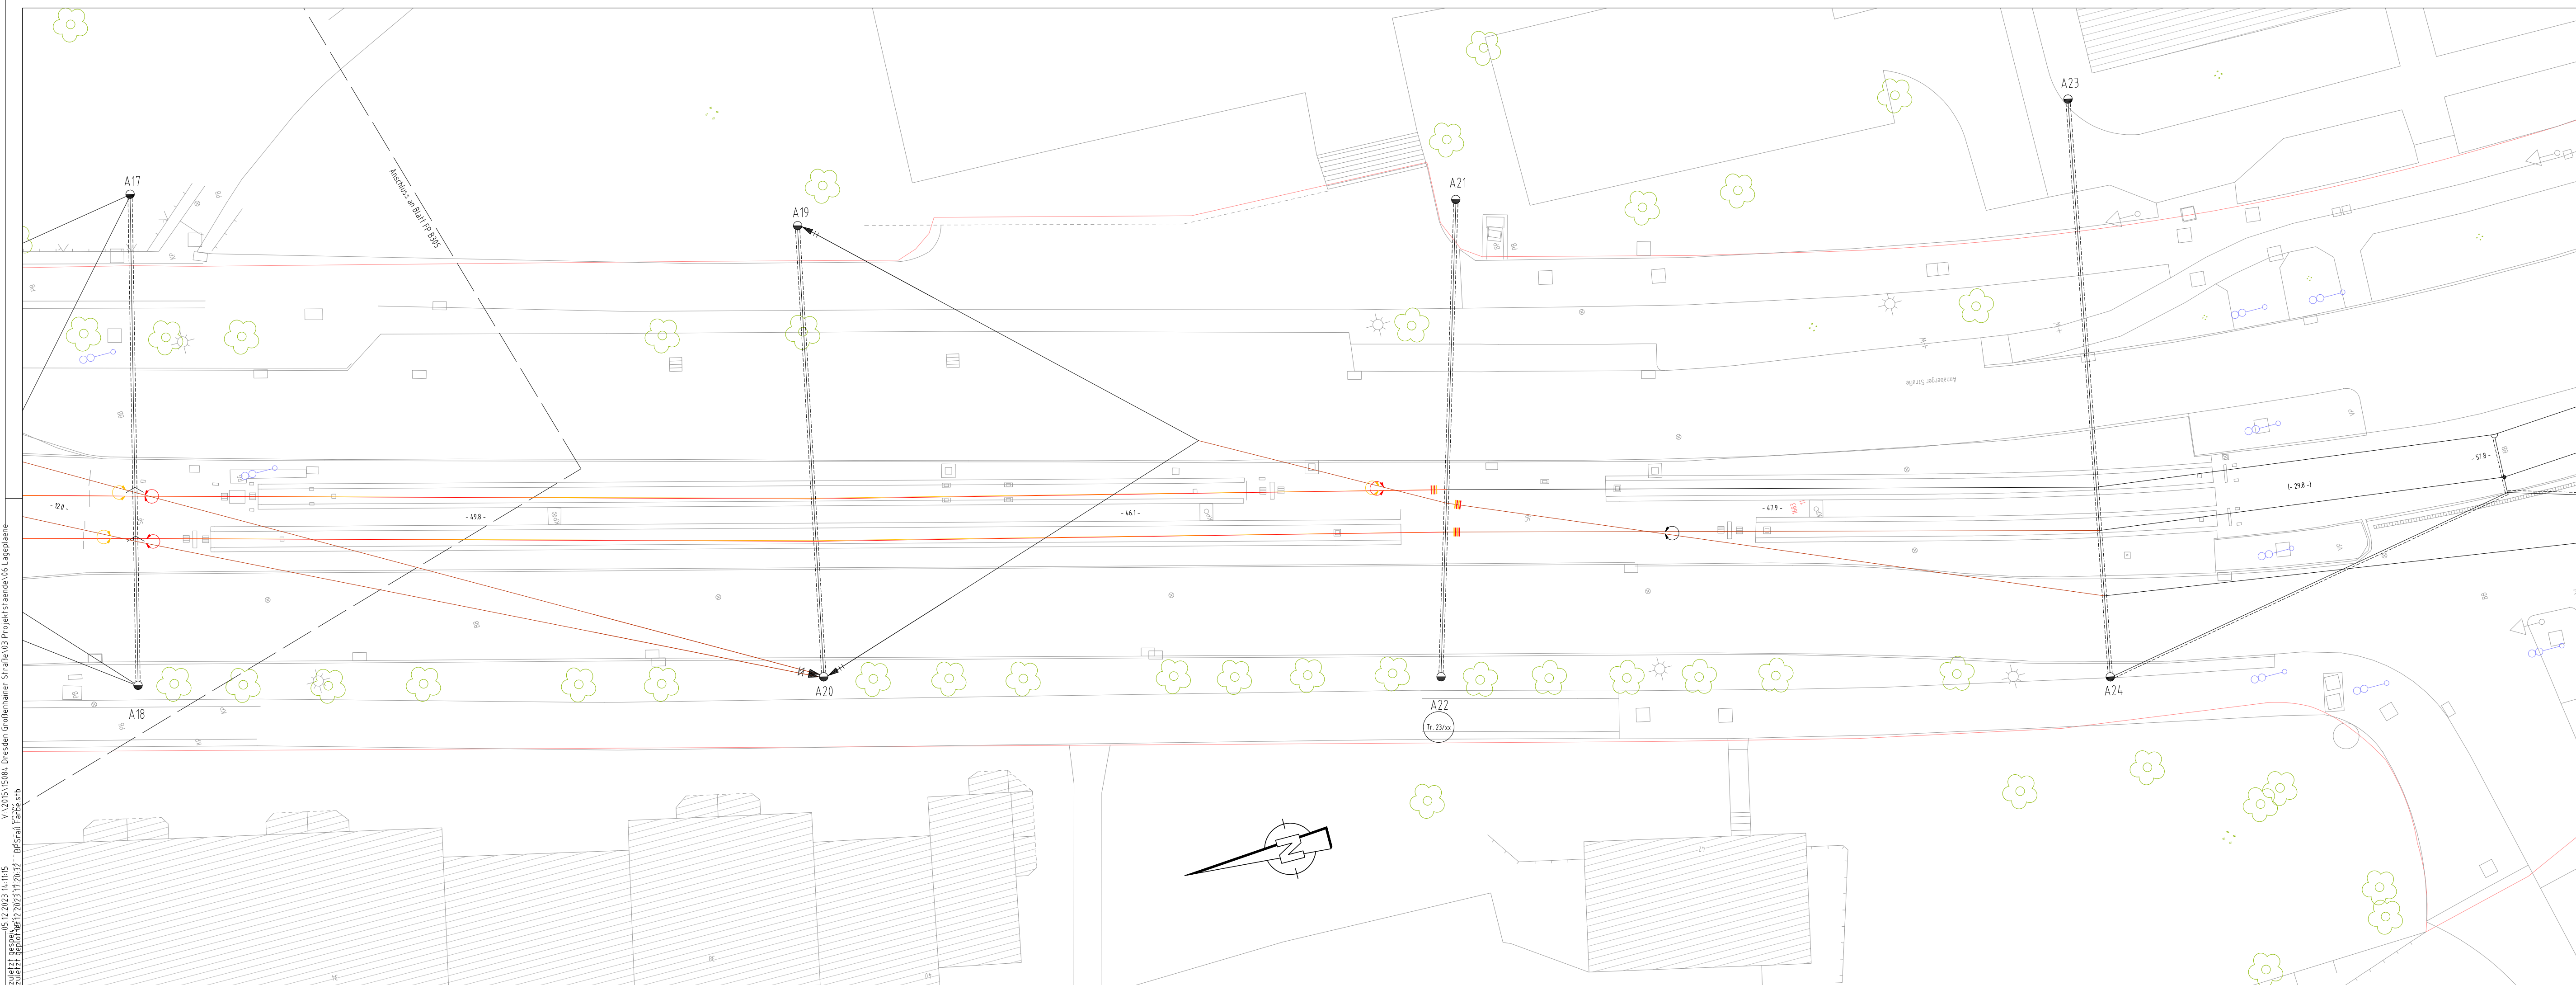 A23
A17
A21
A19
Anschluss an Blatt FP B305
Annaberger Straße
- 57.8 -
(- 29.8 -)
- 12.0 -
- 49.8 -
- 46.1 -
- 47.9 -
A20
A24
A18
A22
Tr. 23/xx
N
V:\2015\15084 Dresden Großenhainer Straße\03 Projektstaende\06 Lageplaene
05.12.2023 14:11:15
BPSrail Farbe.stb